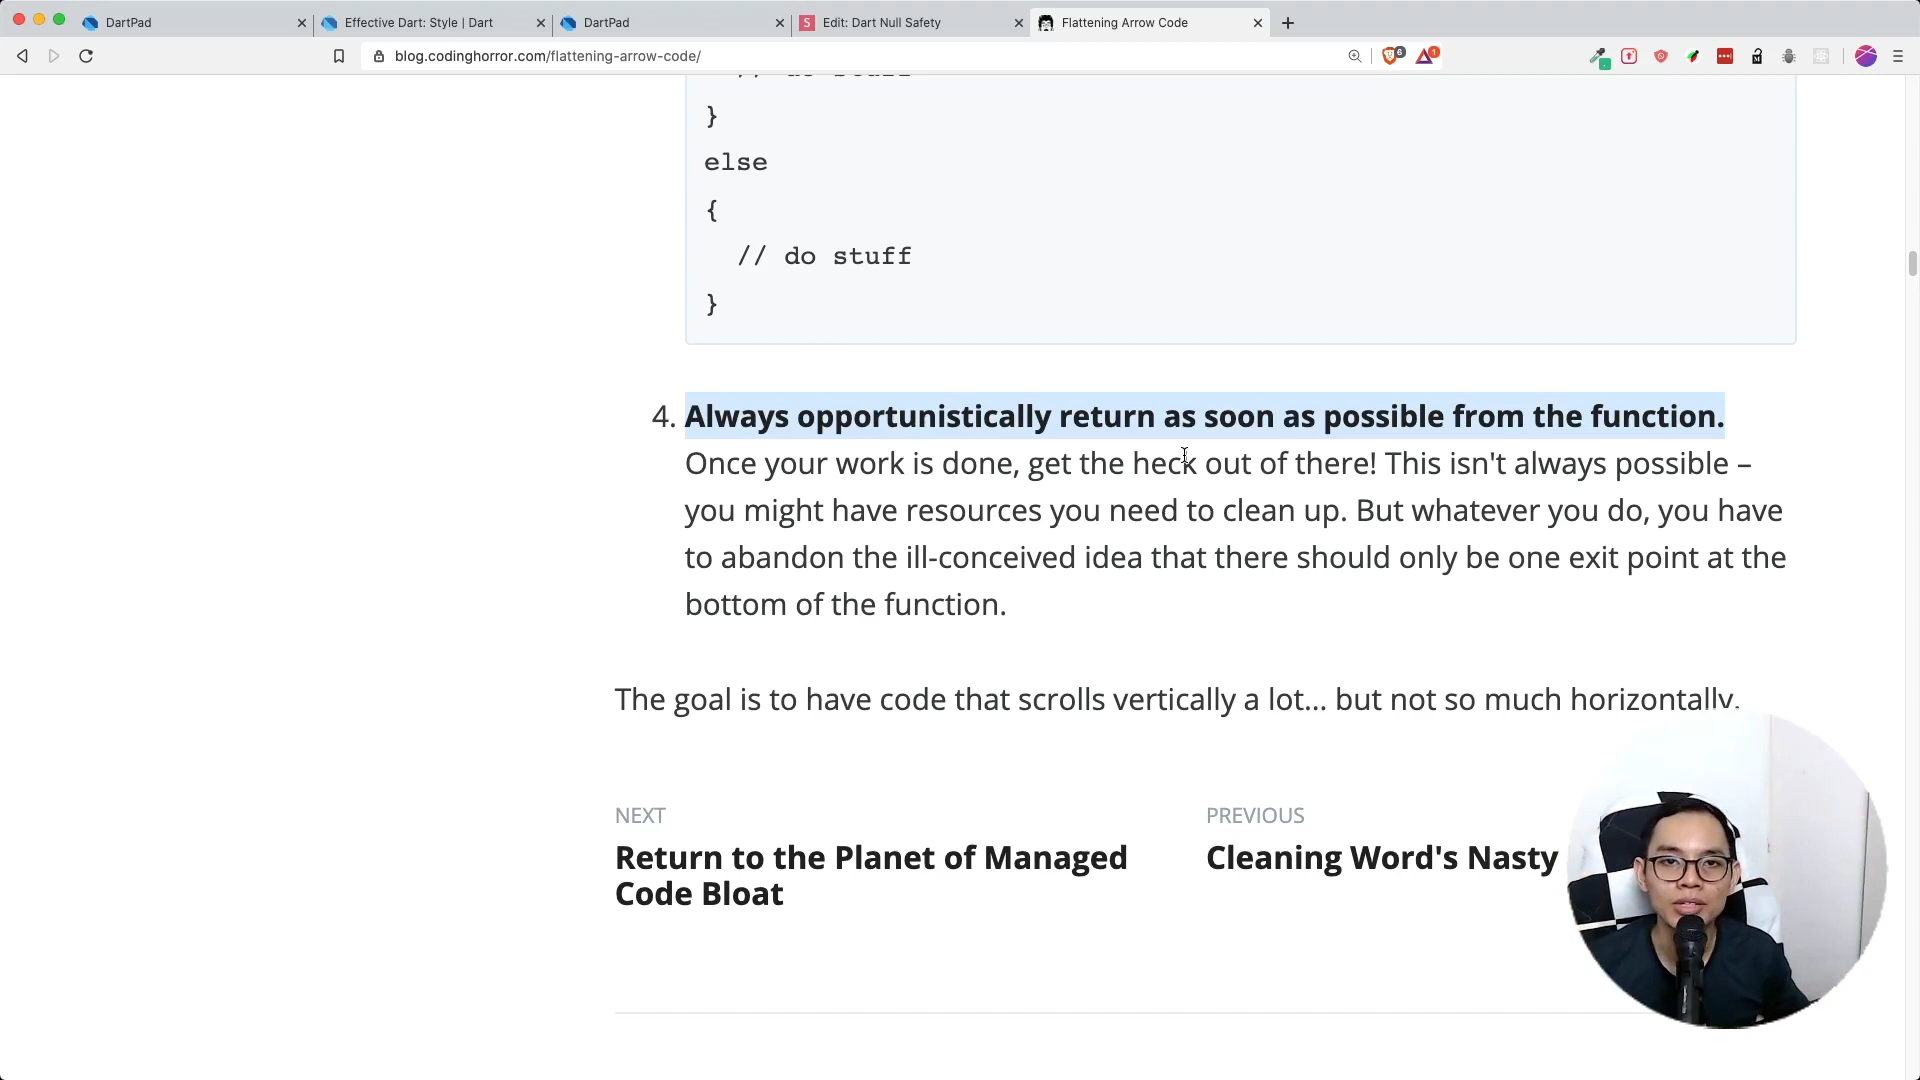 DartPad
Effective Dart: Style | Dart
DartPad
S
Edit: Dart Null Safety
Flattening Arrow Code
blog.codinghorror.com/flattening-arrow-code/
6
1
}
else
{
// do stuff
}
4. Always opportunistically return as soon as possible from the function.
Once your work is done, get the heck out of there! This isn't always possible –
you might have resources you need to clean up. But whatever you do, you have
to abandon the ill-conceived idea that there should only be one exit point at the
bottom of the function.
The goal is to have code that scrolls vertically a lot... but not so much horizontally.
NEXT
PREVIOUS
Return to the Planet of Managed
Code Bloat
Cleaning Word's Nasty